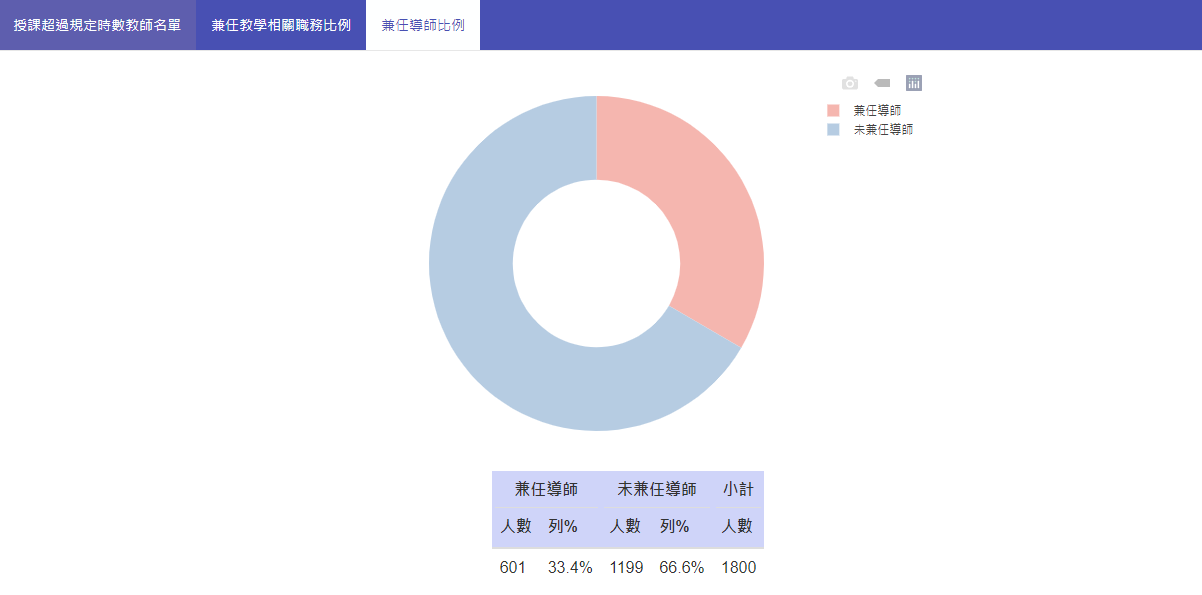 授課超過規定時數教師名單 兼任教學相關職務比例 兼任導師比例
兼任導師
未兼任導師
兼任導師 未兼任導師 小計
人數 列% 人數 列% 人數
601 33.4% 1199 66.6% 1800